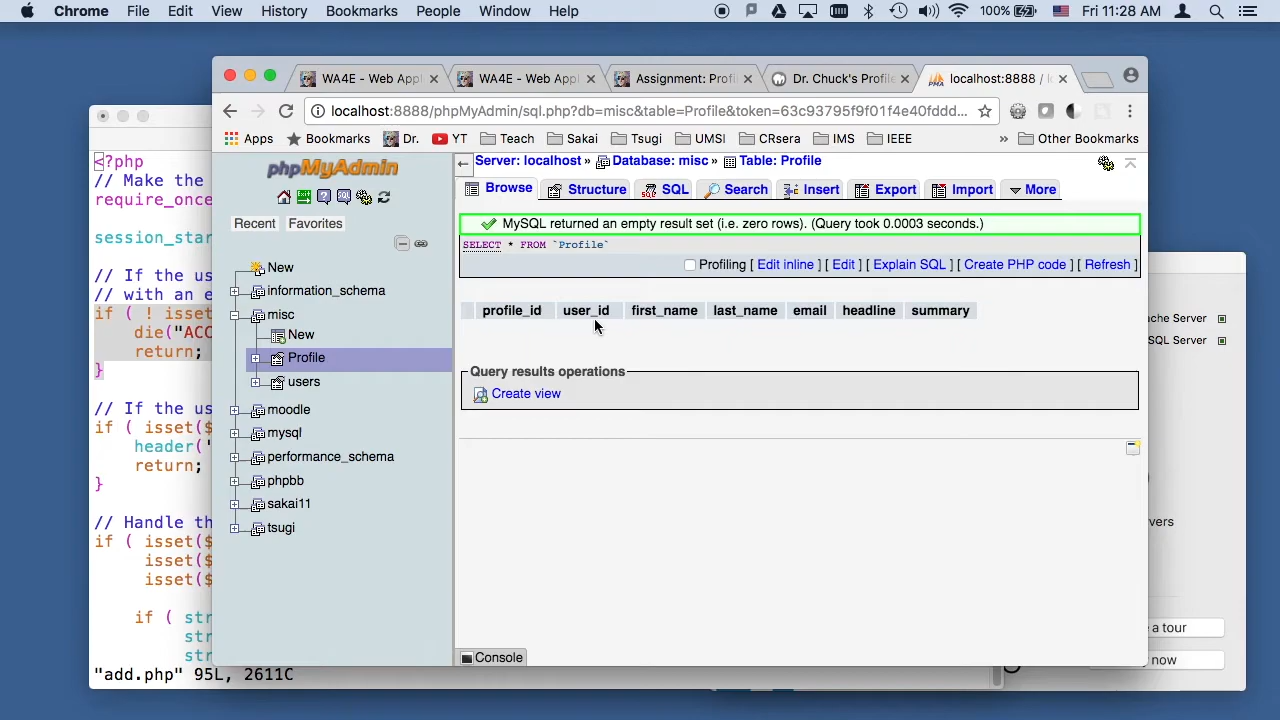 Chrome File Edit View History Bookmarks People Window Help 100% Fri 11:28 AM
WA4E - Web Appl WA4E - Web Appl Assignment: Profi Dr. Chuck's Profile localhost:8888 / lo
localhost:8888/phpMyAdmin/sql.php?db=misc&table=Profile&token=63c93795f9f01f4e40fddd...
Apps Bookmarks Dr. YT Teach Sakai Tsugi UMSI CRsera IMS IEEE » Other Bookmarks
phpMyAdmin
Recent Favorites
New
information_schema
misc
New
Profile
users
moodle
mysql
performance_schema
phpbb
sakai11
tsugi
Server: localhost » Database: misc » Table: Profile
Browse Structure SQL Search Insert Export Import More
MySQL returned an empty result set (i.e. zero rows). (Query took 0.0003 seconds.)
SELECT * FROM `Profile`
Profiling [ Edit inline ] [ Edit ] [ Explain SQL ] [ Create PHP code ] [ Refresh ]
profile_id user_id first_name last_name email headline summary
Query results operations
Create view
Console
<?php
// Make the
require_once
session_star
// If the us
// with an e
if ( ! isset
die("ACC
return;
}
// If the us
if ( isset($
header('
return;
}
// Handle th
if ( isset($
isset($
isset($
if ( str
str
str
"add.php" 95L, 2611C
che Server
SQL Server
vers
e a tour
now